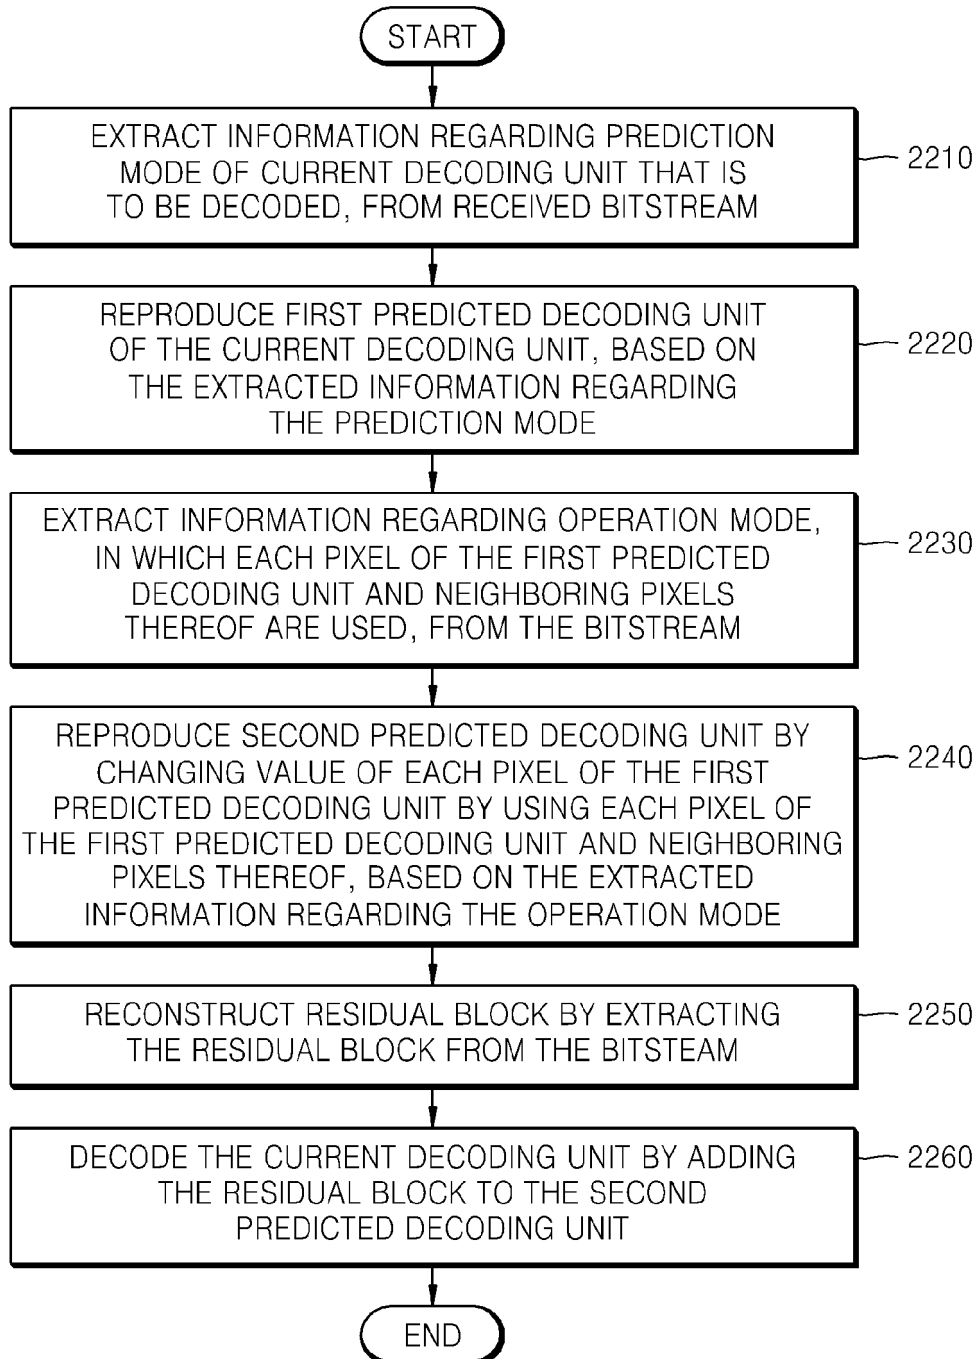 START
EXTRACT INFORMATION REGARDING PREDICTION
MODE OF CURRENT DECODING UNIT THAT IS
TO BE DECODED, FROM RECEIVED BITSTREAM
2210
REPRODUCE FIRST PREDICTED DECODING UNIT
OF THE CURRENT DECODING UNIT, BASED ON
THE EXTRACTED INFORMATION REGARDING
THE PREDICTION MODE
2220
EXTRACT INFORMATION REGARDING OPERATION MODE,
IN WHICH EACH PIXEL OF THE FIRST PREDICTED
DECODING UNIT AND NEIGHBORING PIXELS
THEREOF ARE USED, FROM THE BITSTREAM
2230
REPRODUCE SECOND PREDICTED DECODING UNIT BY
CHANGING VALUE OF EACH PIXEL OF THE FIRST
PREDICTED DECODING UNIT BY USING EACH PIXEL OF
THE FIRST PREDICTED DECODING UNIT AND NEIGHBORING
PIXELS THEREOF, BASED ON THE EXTRACTED
INFORMATION REGARDING THE OPERATION MODE
2240
RECONSTRUCT RESIDUAL BLOCK BY EXTRACTING
THE RESIDUAL BLOCK FROM THE BITSTEAM
2250
DECODE THE CURRENT DECODING UNIT BY ADDING
THE RESIDUAL BLOCK TO THE SECOND
PREDICTED DECODING UNIT
2260
END